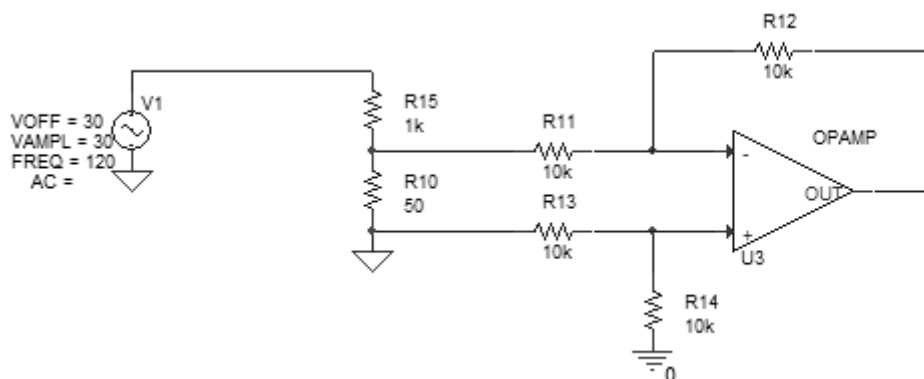 R12
10k
V1
VOFF = 30
VAMPL = 30
FREQ = 120
AC =
R15
1k
R11
10k
OPAMP
-
OUT
+
U3
R10
50
R13
10k
R14
10k
0